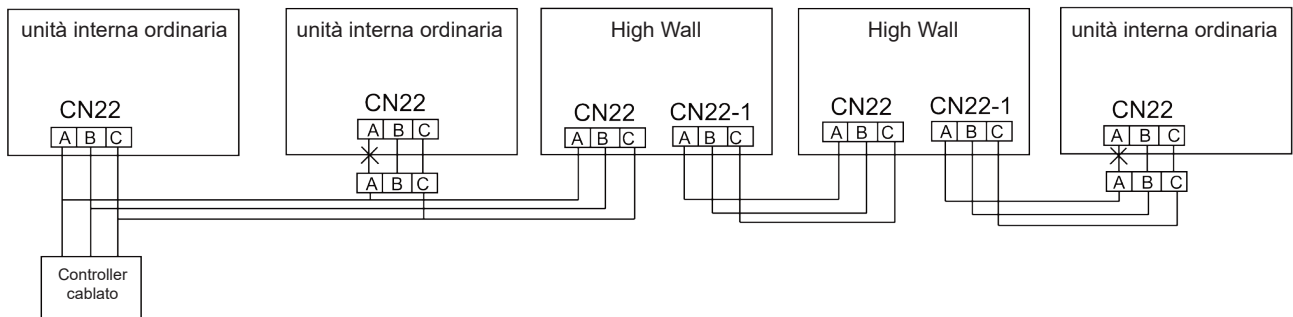 unità interna ordinaria
CN22
A B C
unità interna ordinaria
CN22
A B C
A B C
High Wall
CN22
A B C
CN22-1
A B C
High Wall
CN22
A B C
CN22-1
A B C
unità interna ordinaria
CN22
A B C
A B C
Controller
cablato